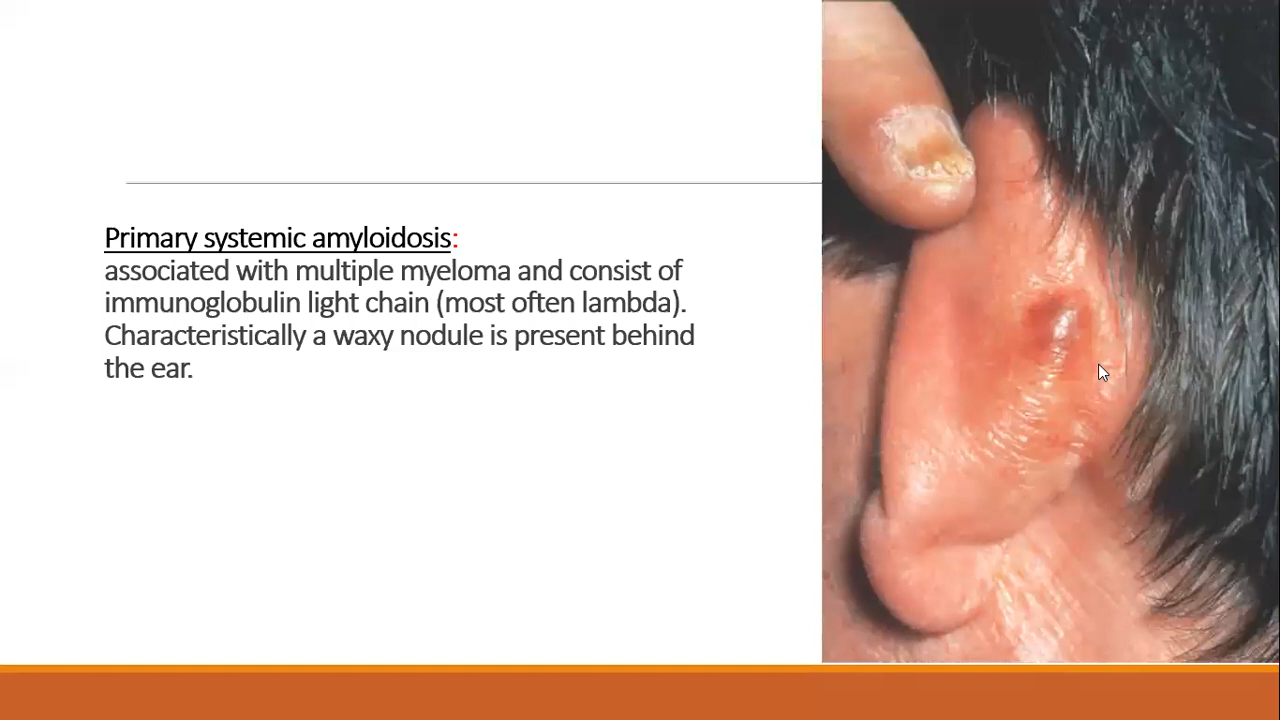 Primary systemic amyloidosis:
associated with multiple myeloma and consist of
immunoglobulin light chain (most often lambda).
Characteristically a waxy nodule is present behind
the ear.